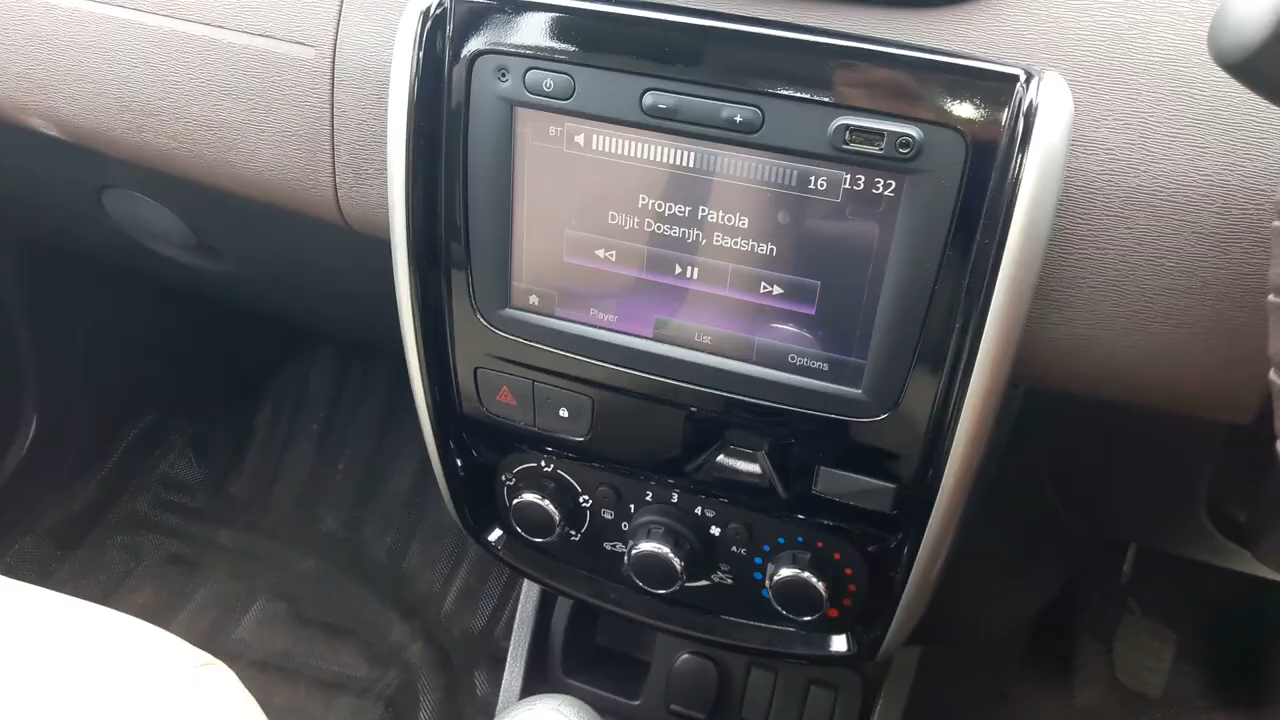 BT
16
13 32
Proper Patola
Diljit Dosanjh, Badshah
Player
List
Options
0 1 2 3 4
A/C